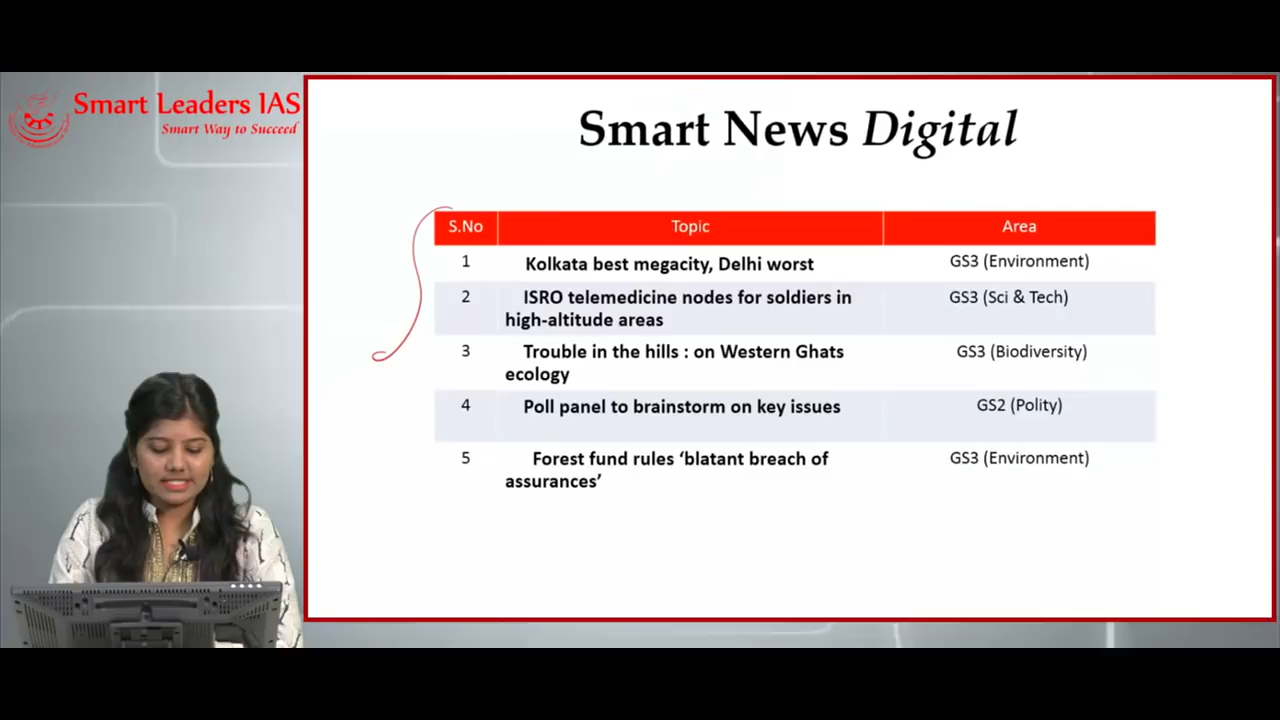 Smart Leaders IAS
Smart Way to Succeed
Smart News Digital
S.No Topic Area
1 Kolkata best megacity, Delhi worst GS3 (Environment)
2 ISRO telemedicine nodes for soldiers in GS3 (Sci & Tech)
high-altitude areas
3 Trouble in the hills : on Western Ghats GS3 (Biodiversity)
ecology
4 Poll panel to brainstorm on key issues GS2 (Polity)
5 Forest fund rules ‘blatant breach of GS3 (Environment)
assurances’